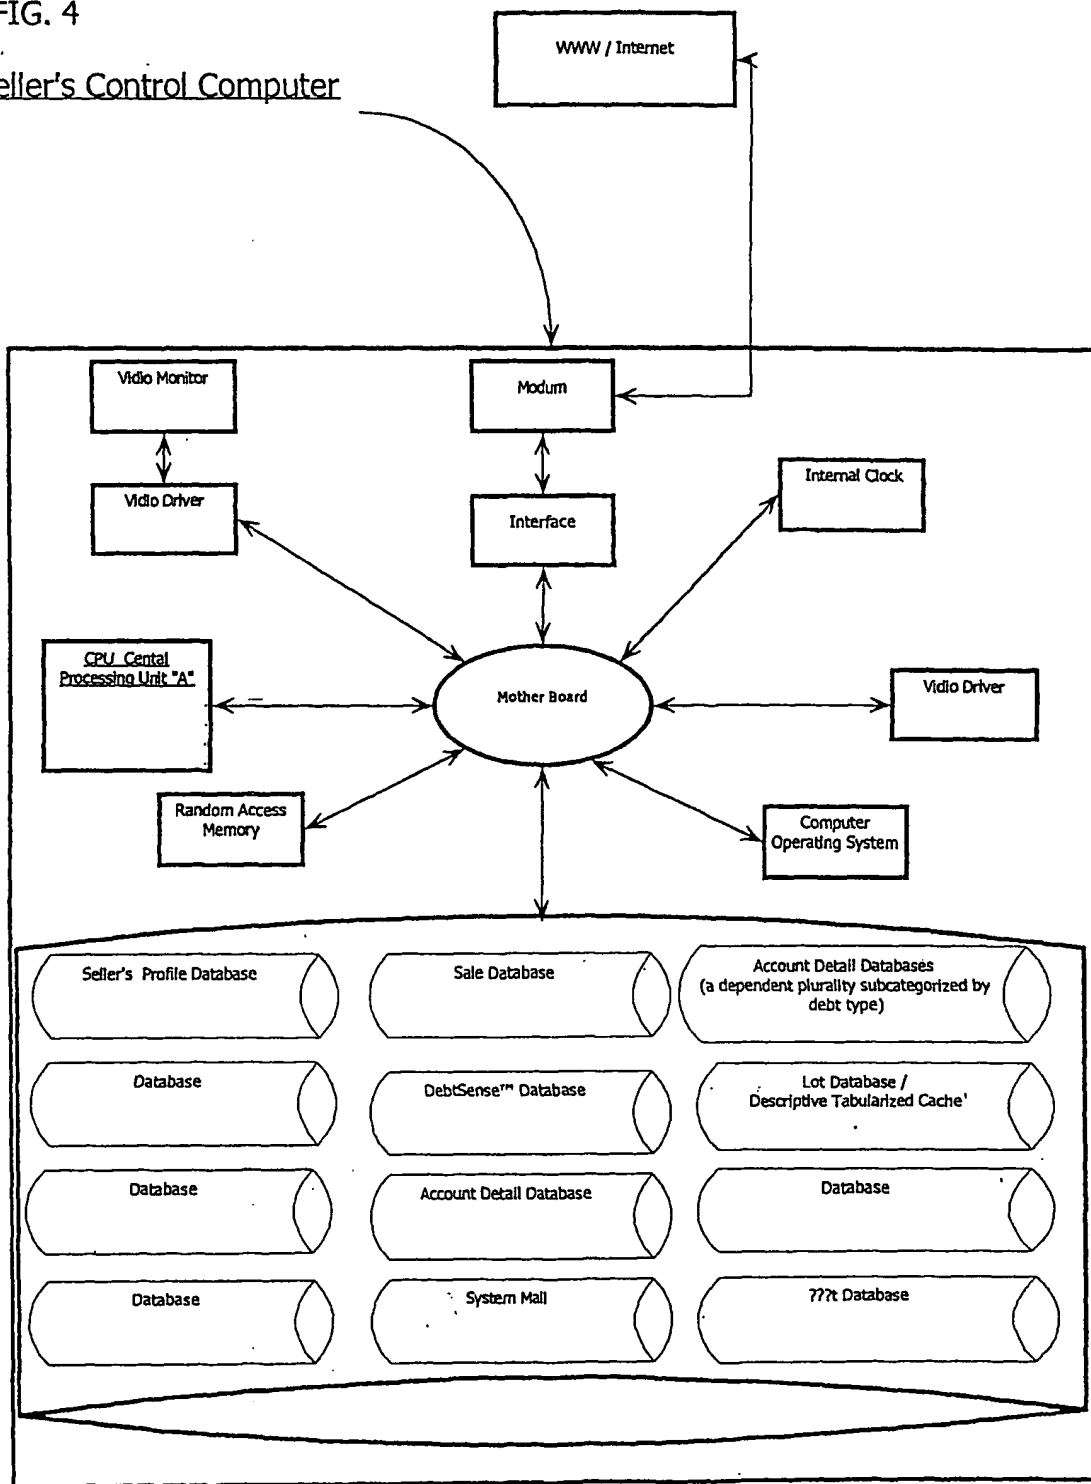 FIG. 4
eller's Control Computer
WWW / Internet
Vidio Monitor
Modum
Vidio Driver
Interface
Internal Clock
CPU Cental
Processing Unit "A"
Mother Board
Vidio Driver
Random Access
Memory
Computer
Operating System
Seller's Profile Database
Sale Database
Account Detail Databases
(a dependent plurality subcategorized by
debt type)
Database
DebtSense™ Database
Lot Database /
Descriptive Tabularized Cache'
Database
Account Detail Database
Database
Database
System Mail
???t Database